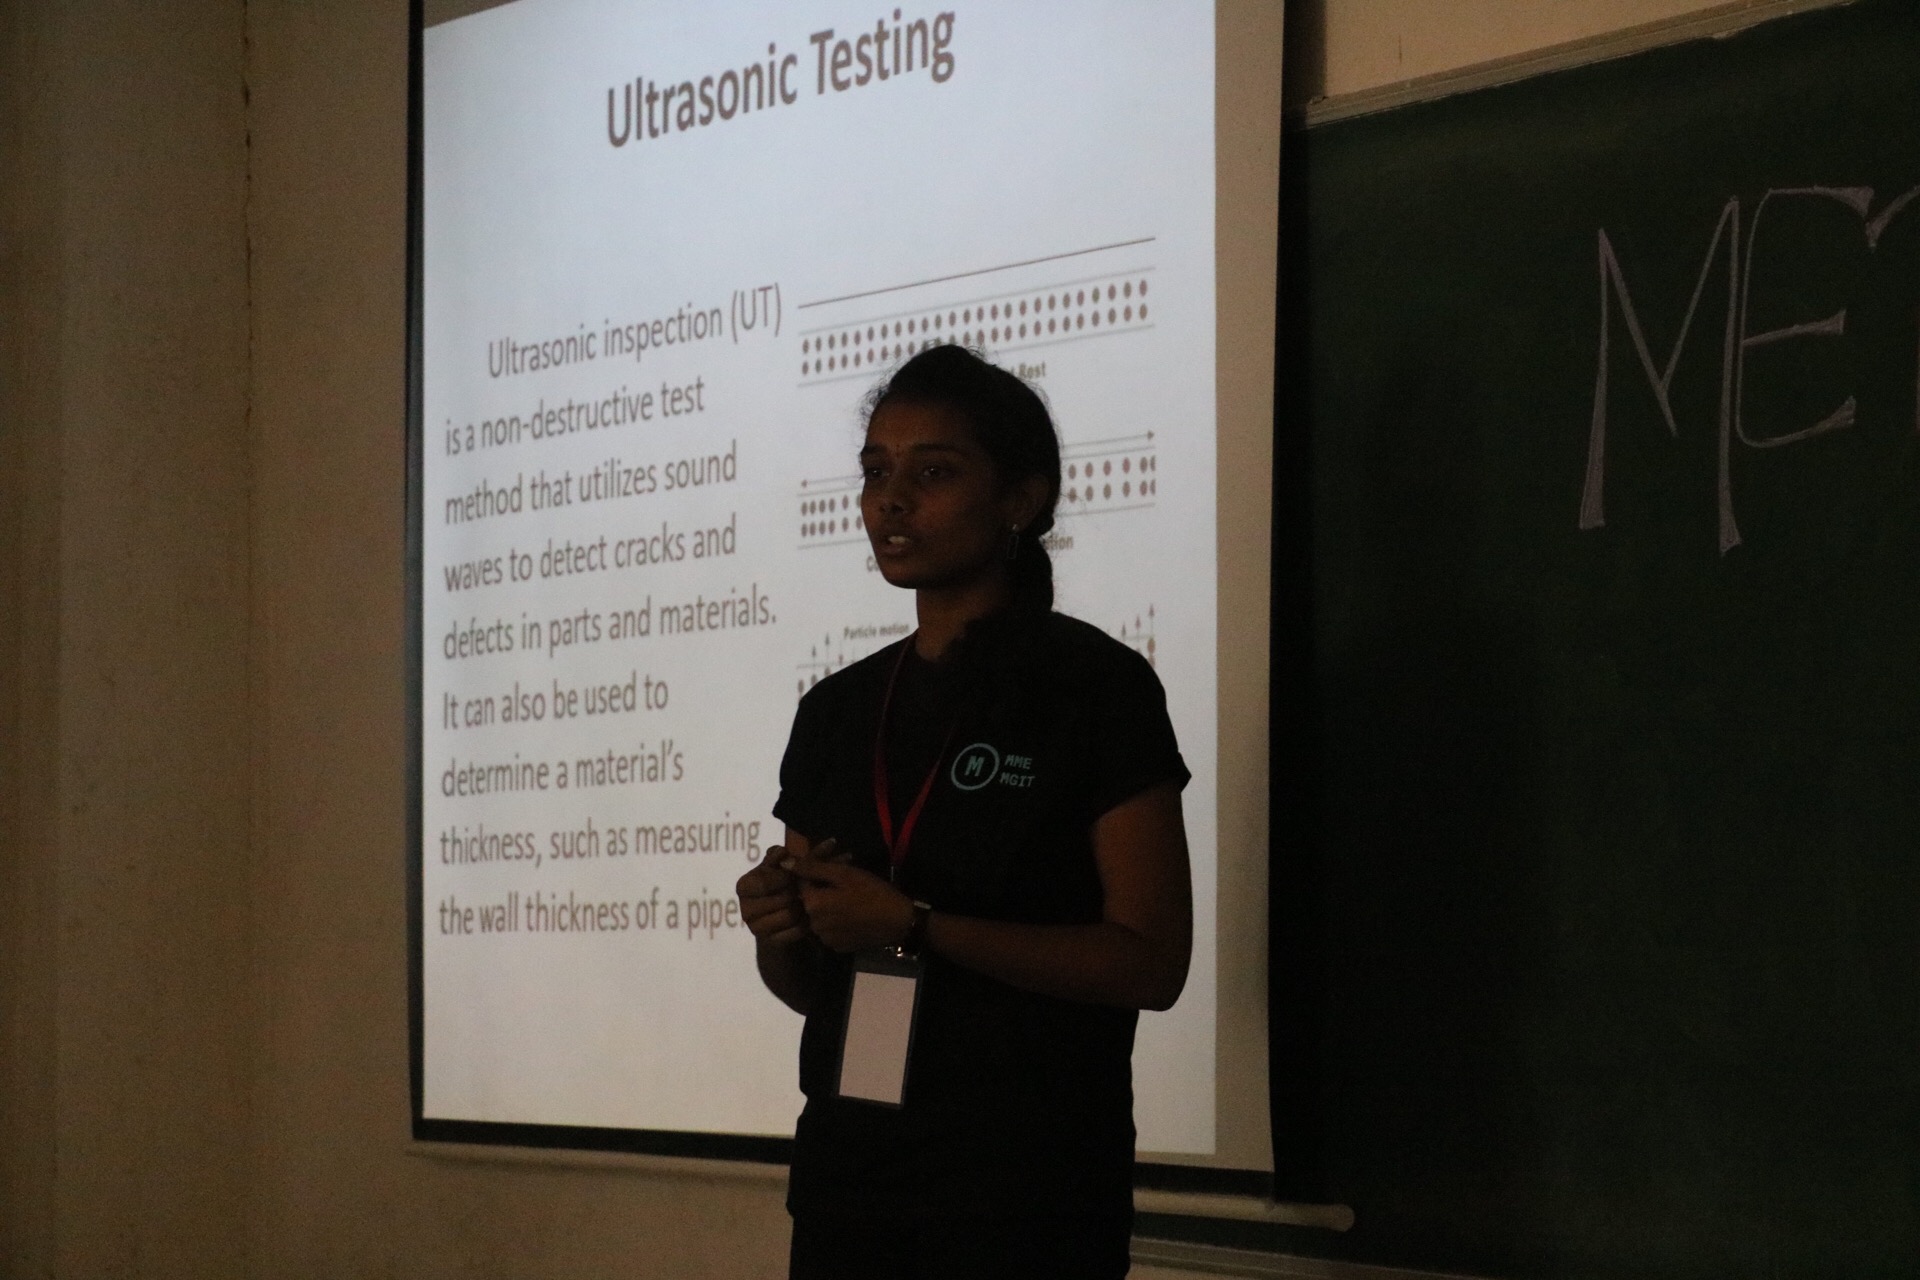 Ultrasonic Testing
Ultrasonic inspection (UT)
is a non-destructive test
method that utilizes sound
waves to detect cracks and
defects in parts and materials.
It can also be used to
determine a material's
thickness, such as measuring
the wall thickness of a pipe.
Rest
Particle motion
M
MME
MGIT
MET